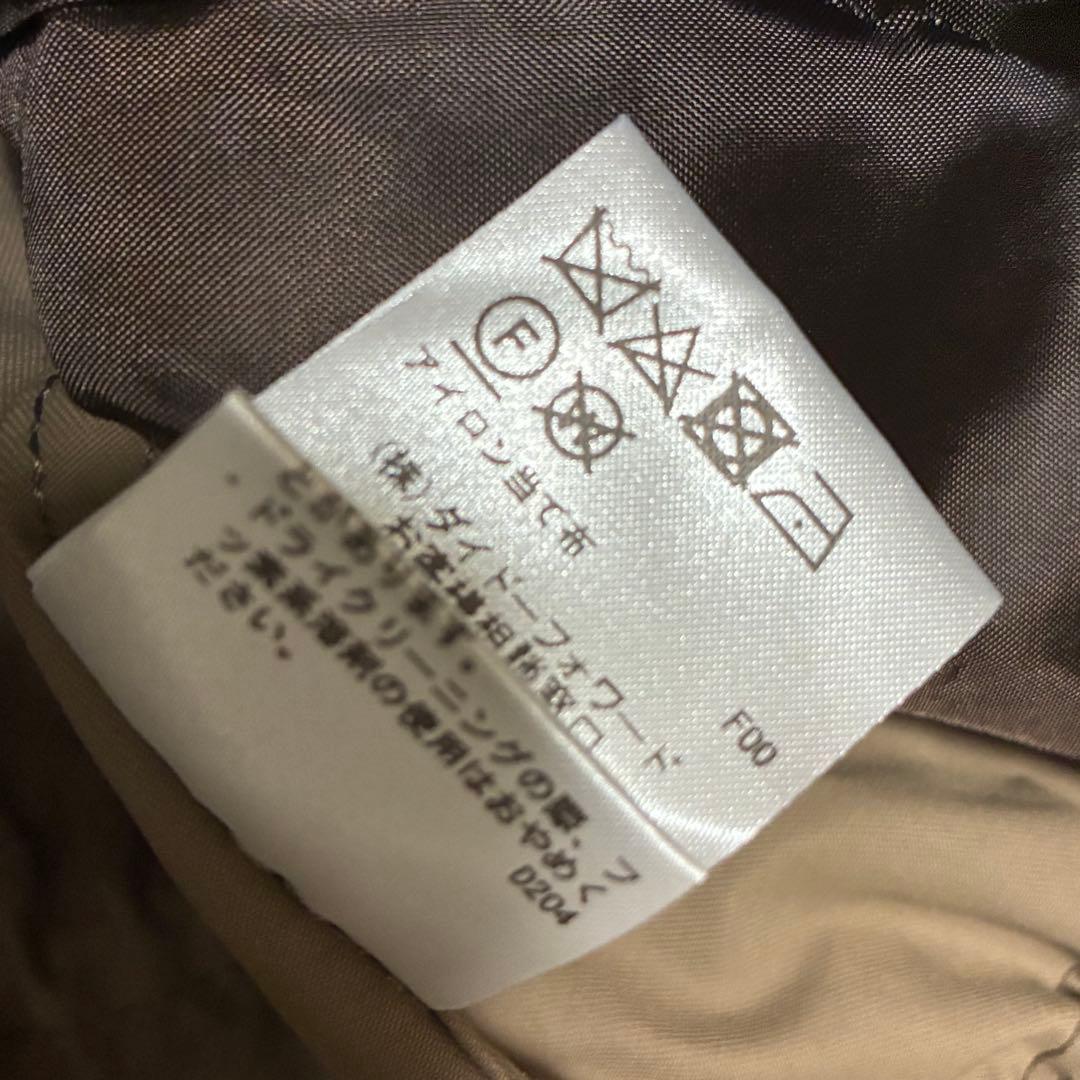 F
W
アイロン当て布
(株)ダイドーフォワード
お客様相談室
F00
とがあります。
・ドライクリーニングの際、フ
ッ素系溶剤の使用はおやめく
ださい。
D204